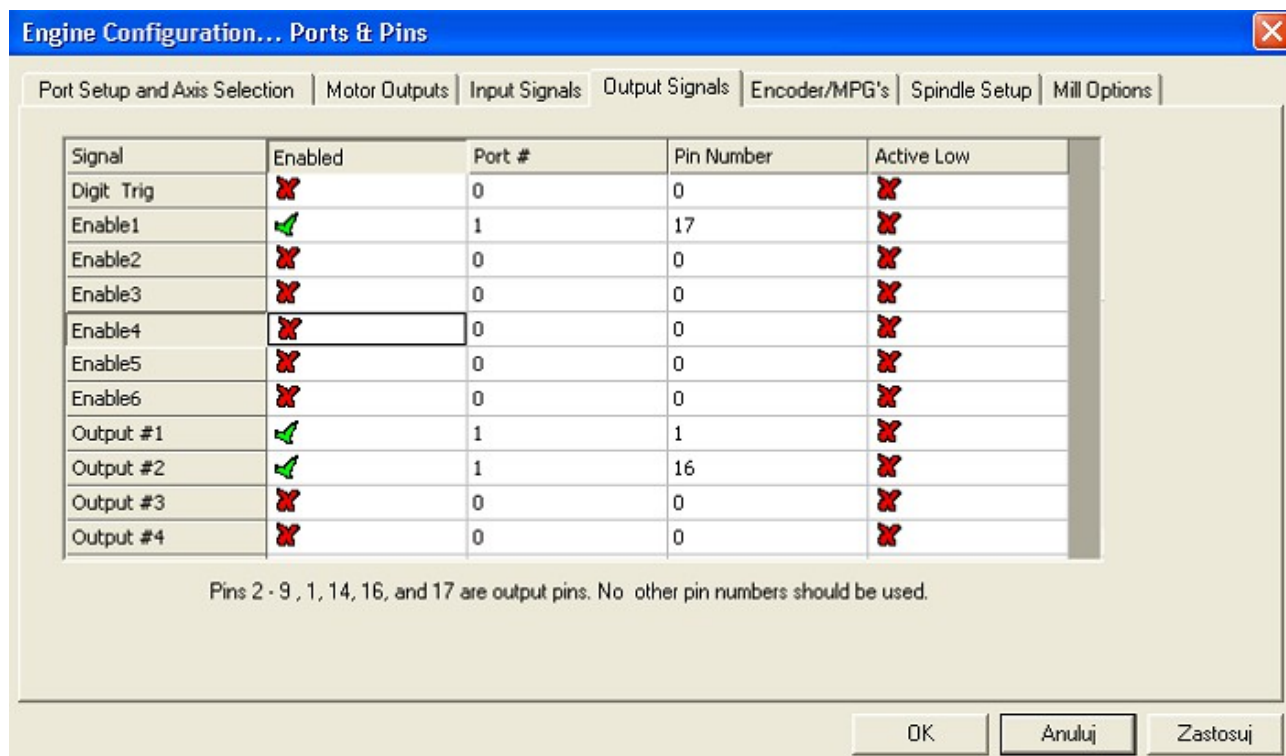 Engine Configuration... Ports & Pins
Port Setup and Axis Selection Motor Outputs Input Signals Output Signals Encoder/MPG's Spindle Setup Mill Options
Signal Enabled Port # Pin Number Active Low
Digit Trig 0 0
Enable1 1 17
Enable2 0 0
Enable3 0 0
Enable4 0 0
Enable5 0 0
Enable6 0 0
Output #1 1 1
Output #2 1 16
Output #3 0 0
Output #4 0 0
Pins 2 - 9 , 1, 14, 16, and 17 are output pins. No other pin numbers should be used.
OK Anuluj Zastosuj